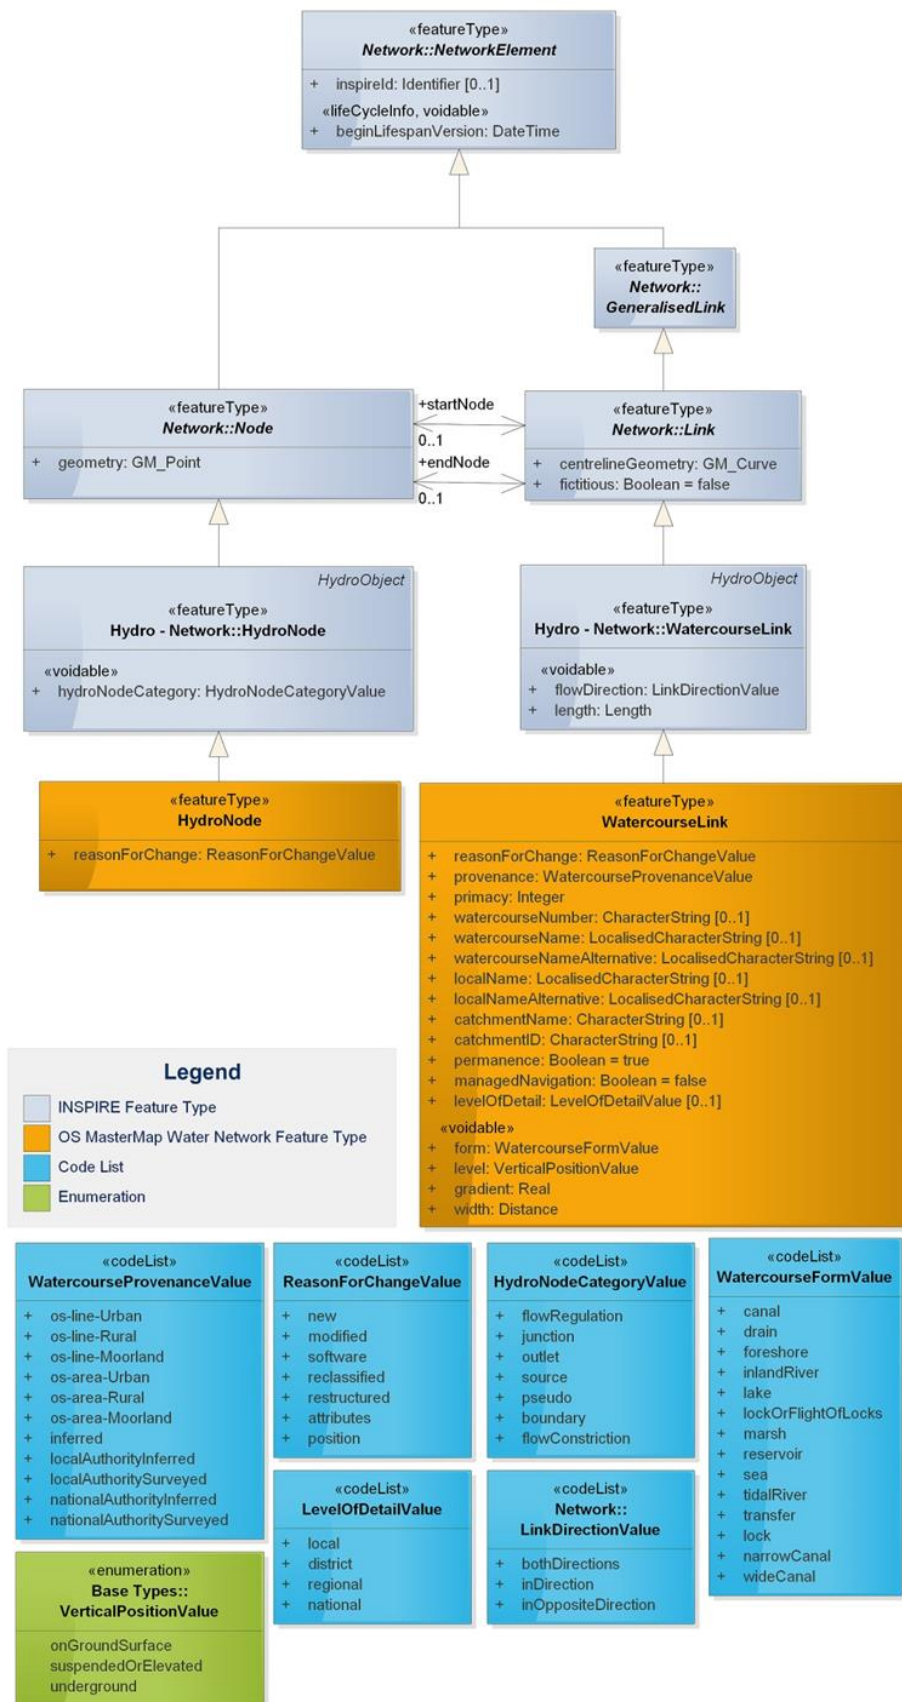 «featureType»
Network::NetworkElement
+ inspireId: Identifier [0..1]
«lifeCycleInfo, voidable»
+ beginLifespanVersion: DateTime
«featureType»
Network::
GeneralisedLink
«featureType»
Network::Node
+ geometry: GM_Point
+startNode
0..1
+endNode
0..1
«featureType»
Network::Link
+ centrelineGeometry: GM_Curve
+ fictitious: Boolean = false
HydroObject
«featureType»
Hydro - Network::HydroNode
«voidable»
+ hydroNodeCategory: HydroNodeCategoryValue
HydroObject
«featureType»
Hydro - Network::WatercourseLink
«voidable»
+ flowDirection: LinkDirectionValue
+ length: Length
«featureType»
HydroNode
+ reasonForChange: ReasonForChangeValue
«featureType»
WatercourseLink
+ reasonForChange: ReasonForChangeValue
+ provenance: WatercourseProvenanceValue
+ primacy: Integer
+ watercourseNumber: CharacterString [0..1]
+ watercourseName: LocalisedCharacterString [0..1]
+ watercourseNameAlternative: LocalisedCharacterString [0..1]
+ localName: LocalisedCharacterString [0..1]
+ localNameAlternative: LocalisedCharacterString [0..1]
+ catchmentName: CharacterString [0..1]
+ catchmentID: CharacterString [0..1]
+ permanence: Boolean = true
+ managedNavigation: Boolean = false
+ levelOfDetail: LevelOfDetailValue [0..1]
«voidable»
+ form: WatercourseFormValue
+ level: VerticalPositionValue
+ gradient: Real
+ width: Distance
Legend
INSPIRE Feature Type
OS MasterMap Water Network Feature Type
Code List
Enumeration
«codeList»
WatercourseProvenanceValue
+ os-line-Urban
+ os-line-Rural
+ os-line-Moorland
+ os-area-Urban
+ os-area-Rural
+ os-area-Moorland
+ inferred
+ localAuthorityInferred
+ localAuthoritySurveyed
+ nationalAuthorityInferred
+ nationalAuthoritySurveyed
«codeList»
ReasonForChangeValue
+ new
+ modified
+ software
+ reclassified
+ restructured
+ attributes
+ position
«codeList»
HydroNodeCategoryValue
+ flowRegulation
+ junction
+ outlet
+ source
+ pseudo
+ boundary
+ flowConstriction
«codeList»
WatercourseFormValue
+ canal
+ drain
+ foreshore
+ inlandRiver
+ lake
+ lockOrFlightOfLocks
+ marsh
+ reservoir
+ sea
+ tidalRiver
+ transfer
+ lock
+ narrowCanal
+ wideCanal
«codeList»
LevelOfDetailValue
+ local
+ district
+ regional
+ national
«codeList»
Network::
LinkDirectionValue
+ bothDirections
+ inDirection
+ inOppositeDirection
«enumeration»
Base Types::
VerticalPositionValue
onGroundSurface
suspendedOrElevated
underground